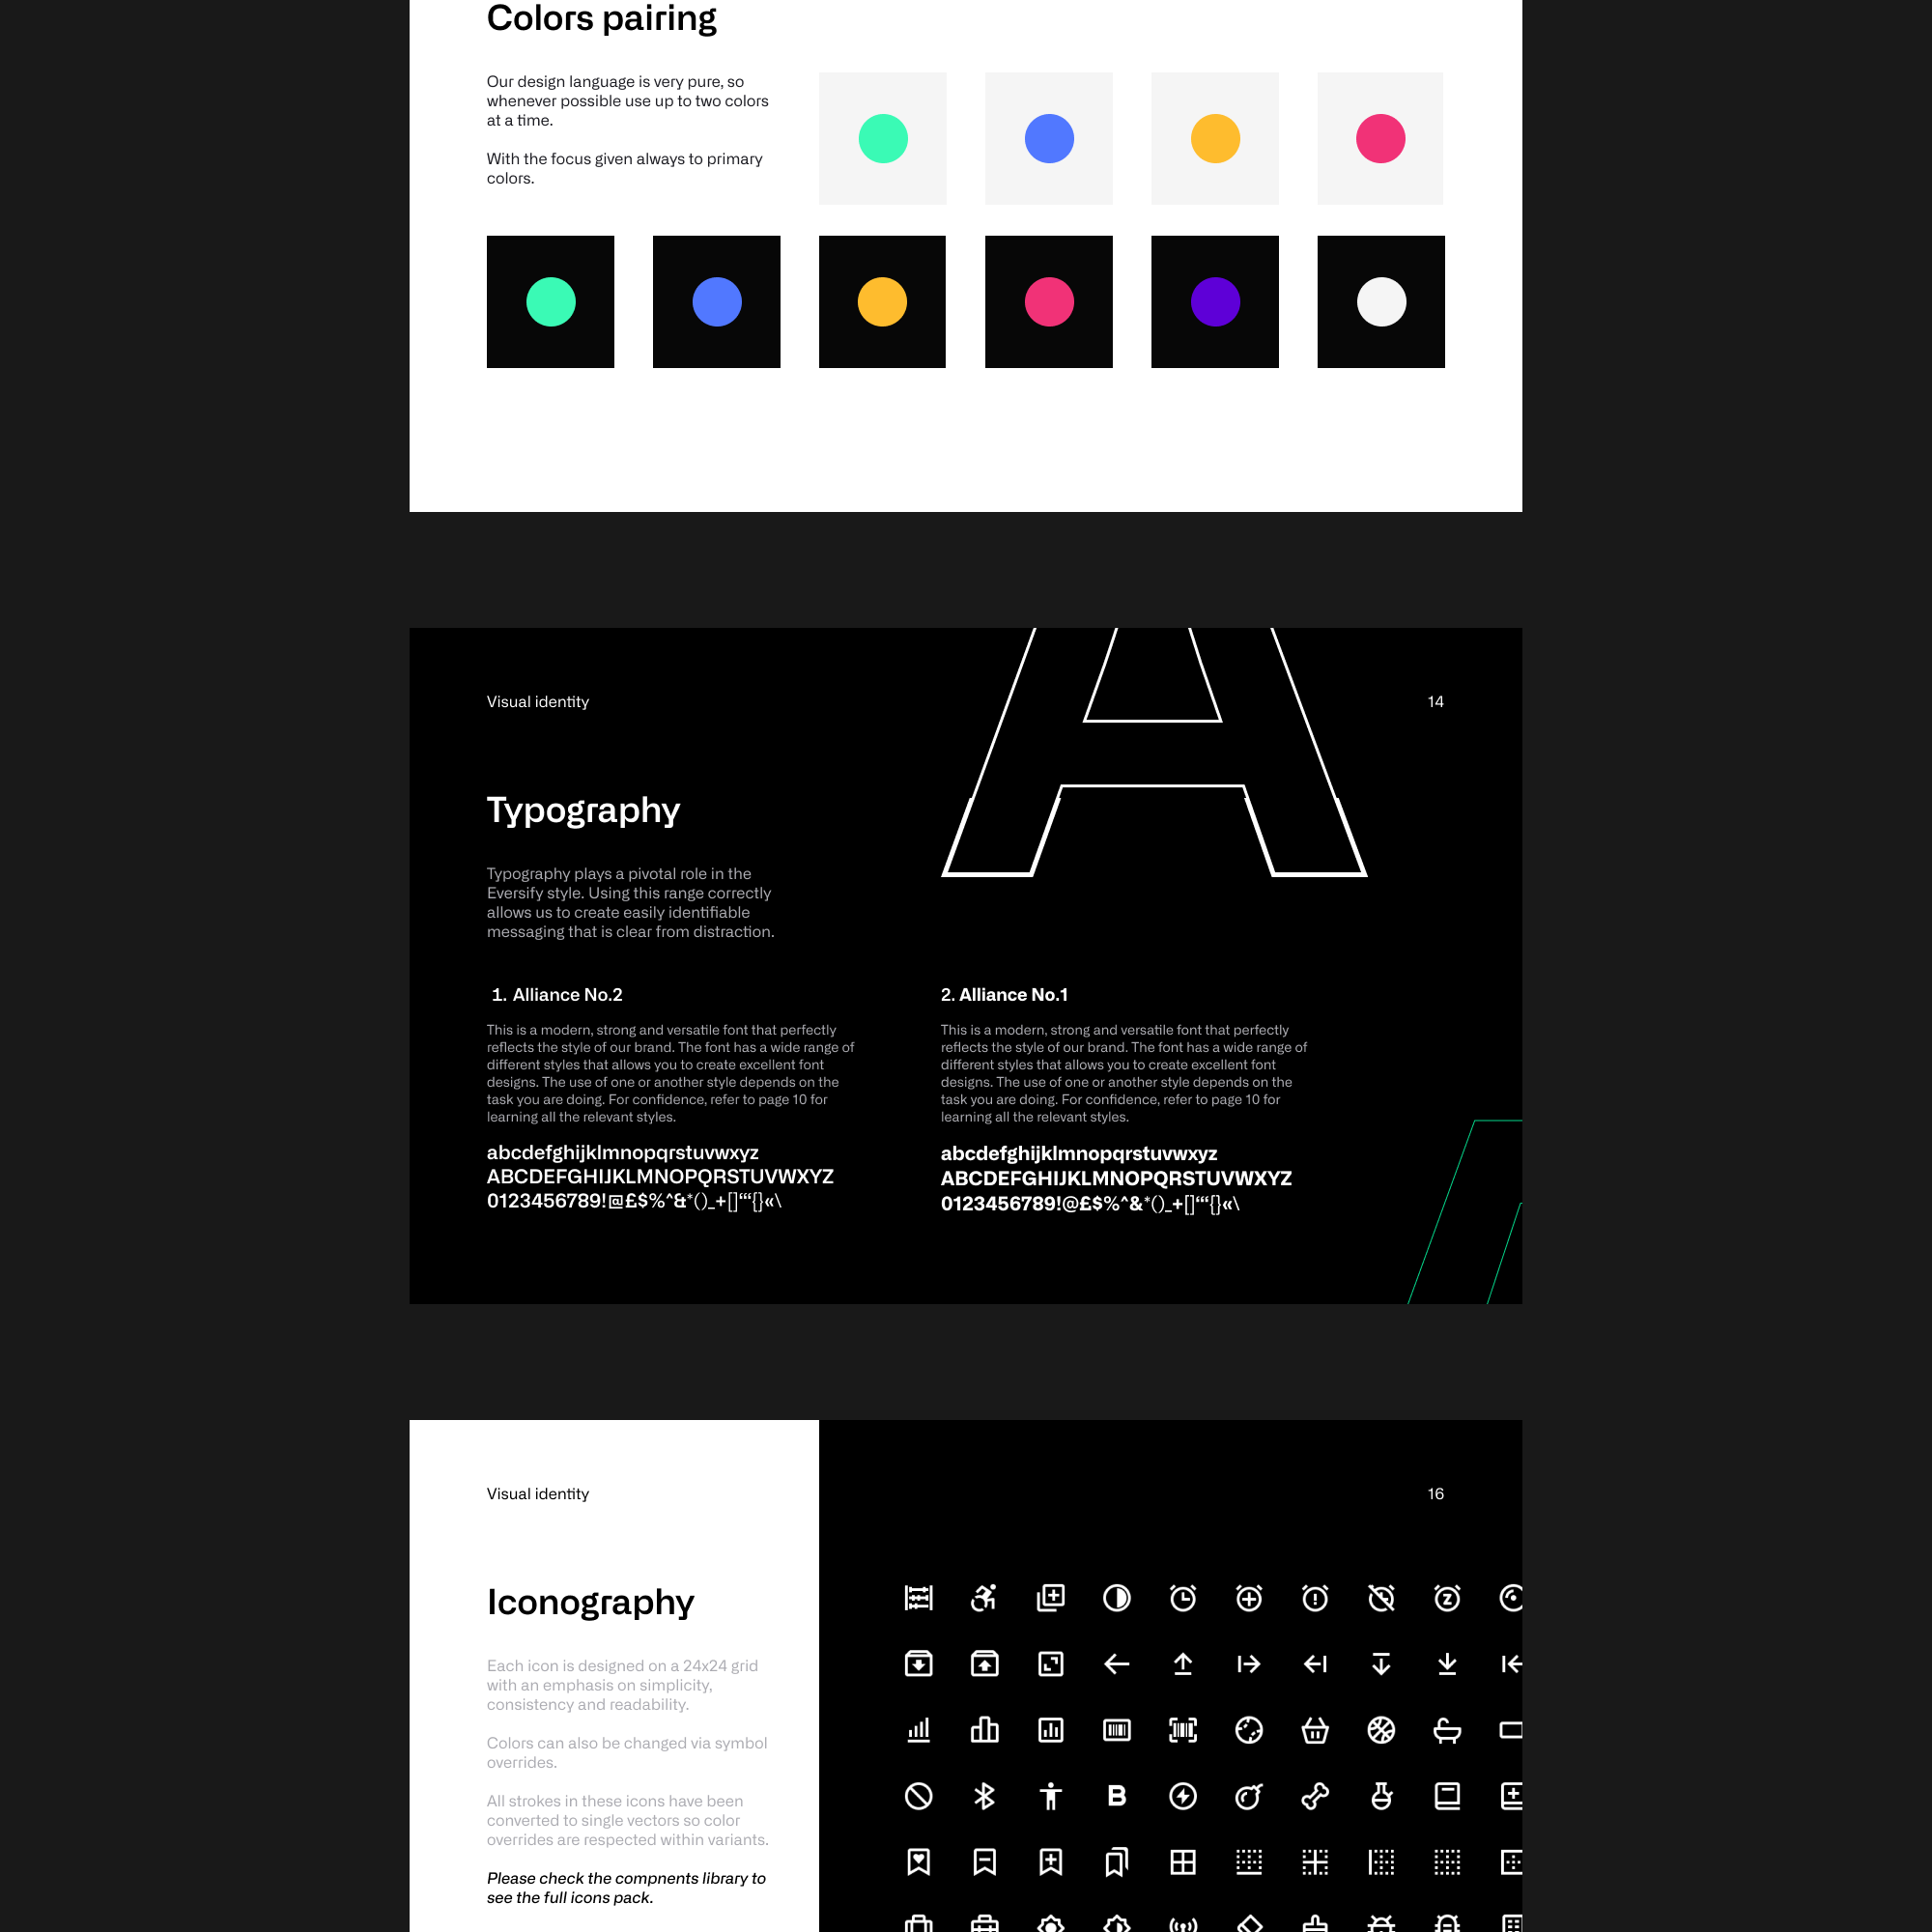 Colors pairing
Our design language is very pure, so
whenever possible use up to two colors
at a time.
With the focus given always to primary
colors.
Visual identity
14
Typography
Typography plays a pivotal role in the
Eversify style. Using this range correctly
allows us to create easily identifiable
messaging that is clear from distraction.
1. Alliance No.2
This is a modern, strong and versatile font that perfectly
reflects the style of our brand. The font has a wide range of
different styles that allows you to create excellent font
designs. The use of one or another style depends on the
task you are doing. For confidence, refer to page 10 for
learning all the relevant styles.
abcdefghijklmnopqrstuvwxyz
ABCDEFGHIJKLMNOPQRSTUVWXYZ
0123456789!@£$%^&*()_+[]“‘{}«\
2. Alliance No.1
This is a modern, strong and versatile font that perfectly
reflects the style of our brand. The font has a wide range of
different styles that allows you to create excellent font
designs. The use of one or another style depends on the
task you are doing. For confidence, refer to page 10 for
learning all the relevant styles.
abcdefghijklmnopqrstuvwxyz
ABCDEFGHIJKLMNOPQRSTUVWXYZ
0123456789!@£$%^&*()_+[]“‘{}«\
Visual identity
16
Iconography
Each icon is designed on a 24x24 grid
with an emphasis on simplicity,
consistency and readability.
Colors can also be changed via symbol
overrides.
All strokes in these icons have been
converted to single vectors so color
overrides are respected within variants.
Please check the compnents library to
see the full icons pack.